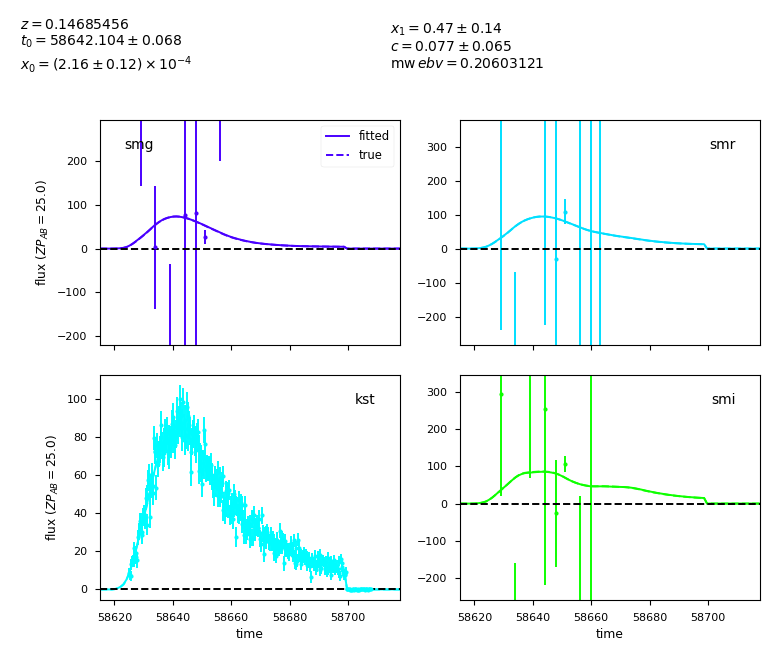 z = 0.14685456
t₀ = 58642.104 ± 0.068
x₀ = (2.16 ± 0.12) × 10⁻⁴
x₁ = 0.47 ± 0.14
c = 0.077 ± 0.065
mw ebv = 0.20603121
smg
fitted
true
200
100
0
−100
−200
flux (ZP_AB = 25.0)
smr
300
200
100
0
−100
−200
kst
100
80
60
40
20
0
flux (ZP_AB = 25.0)
58620 58640 58660 58680 58700
time
smi
300
200
100
0
−100
−200
58620 58640 58660 58680 58700
time